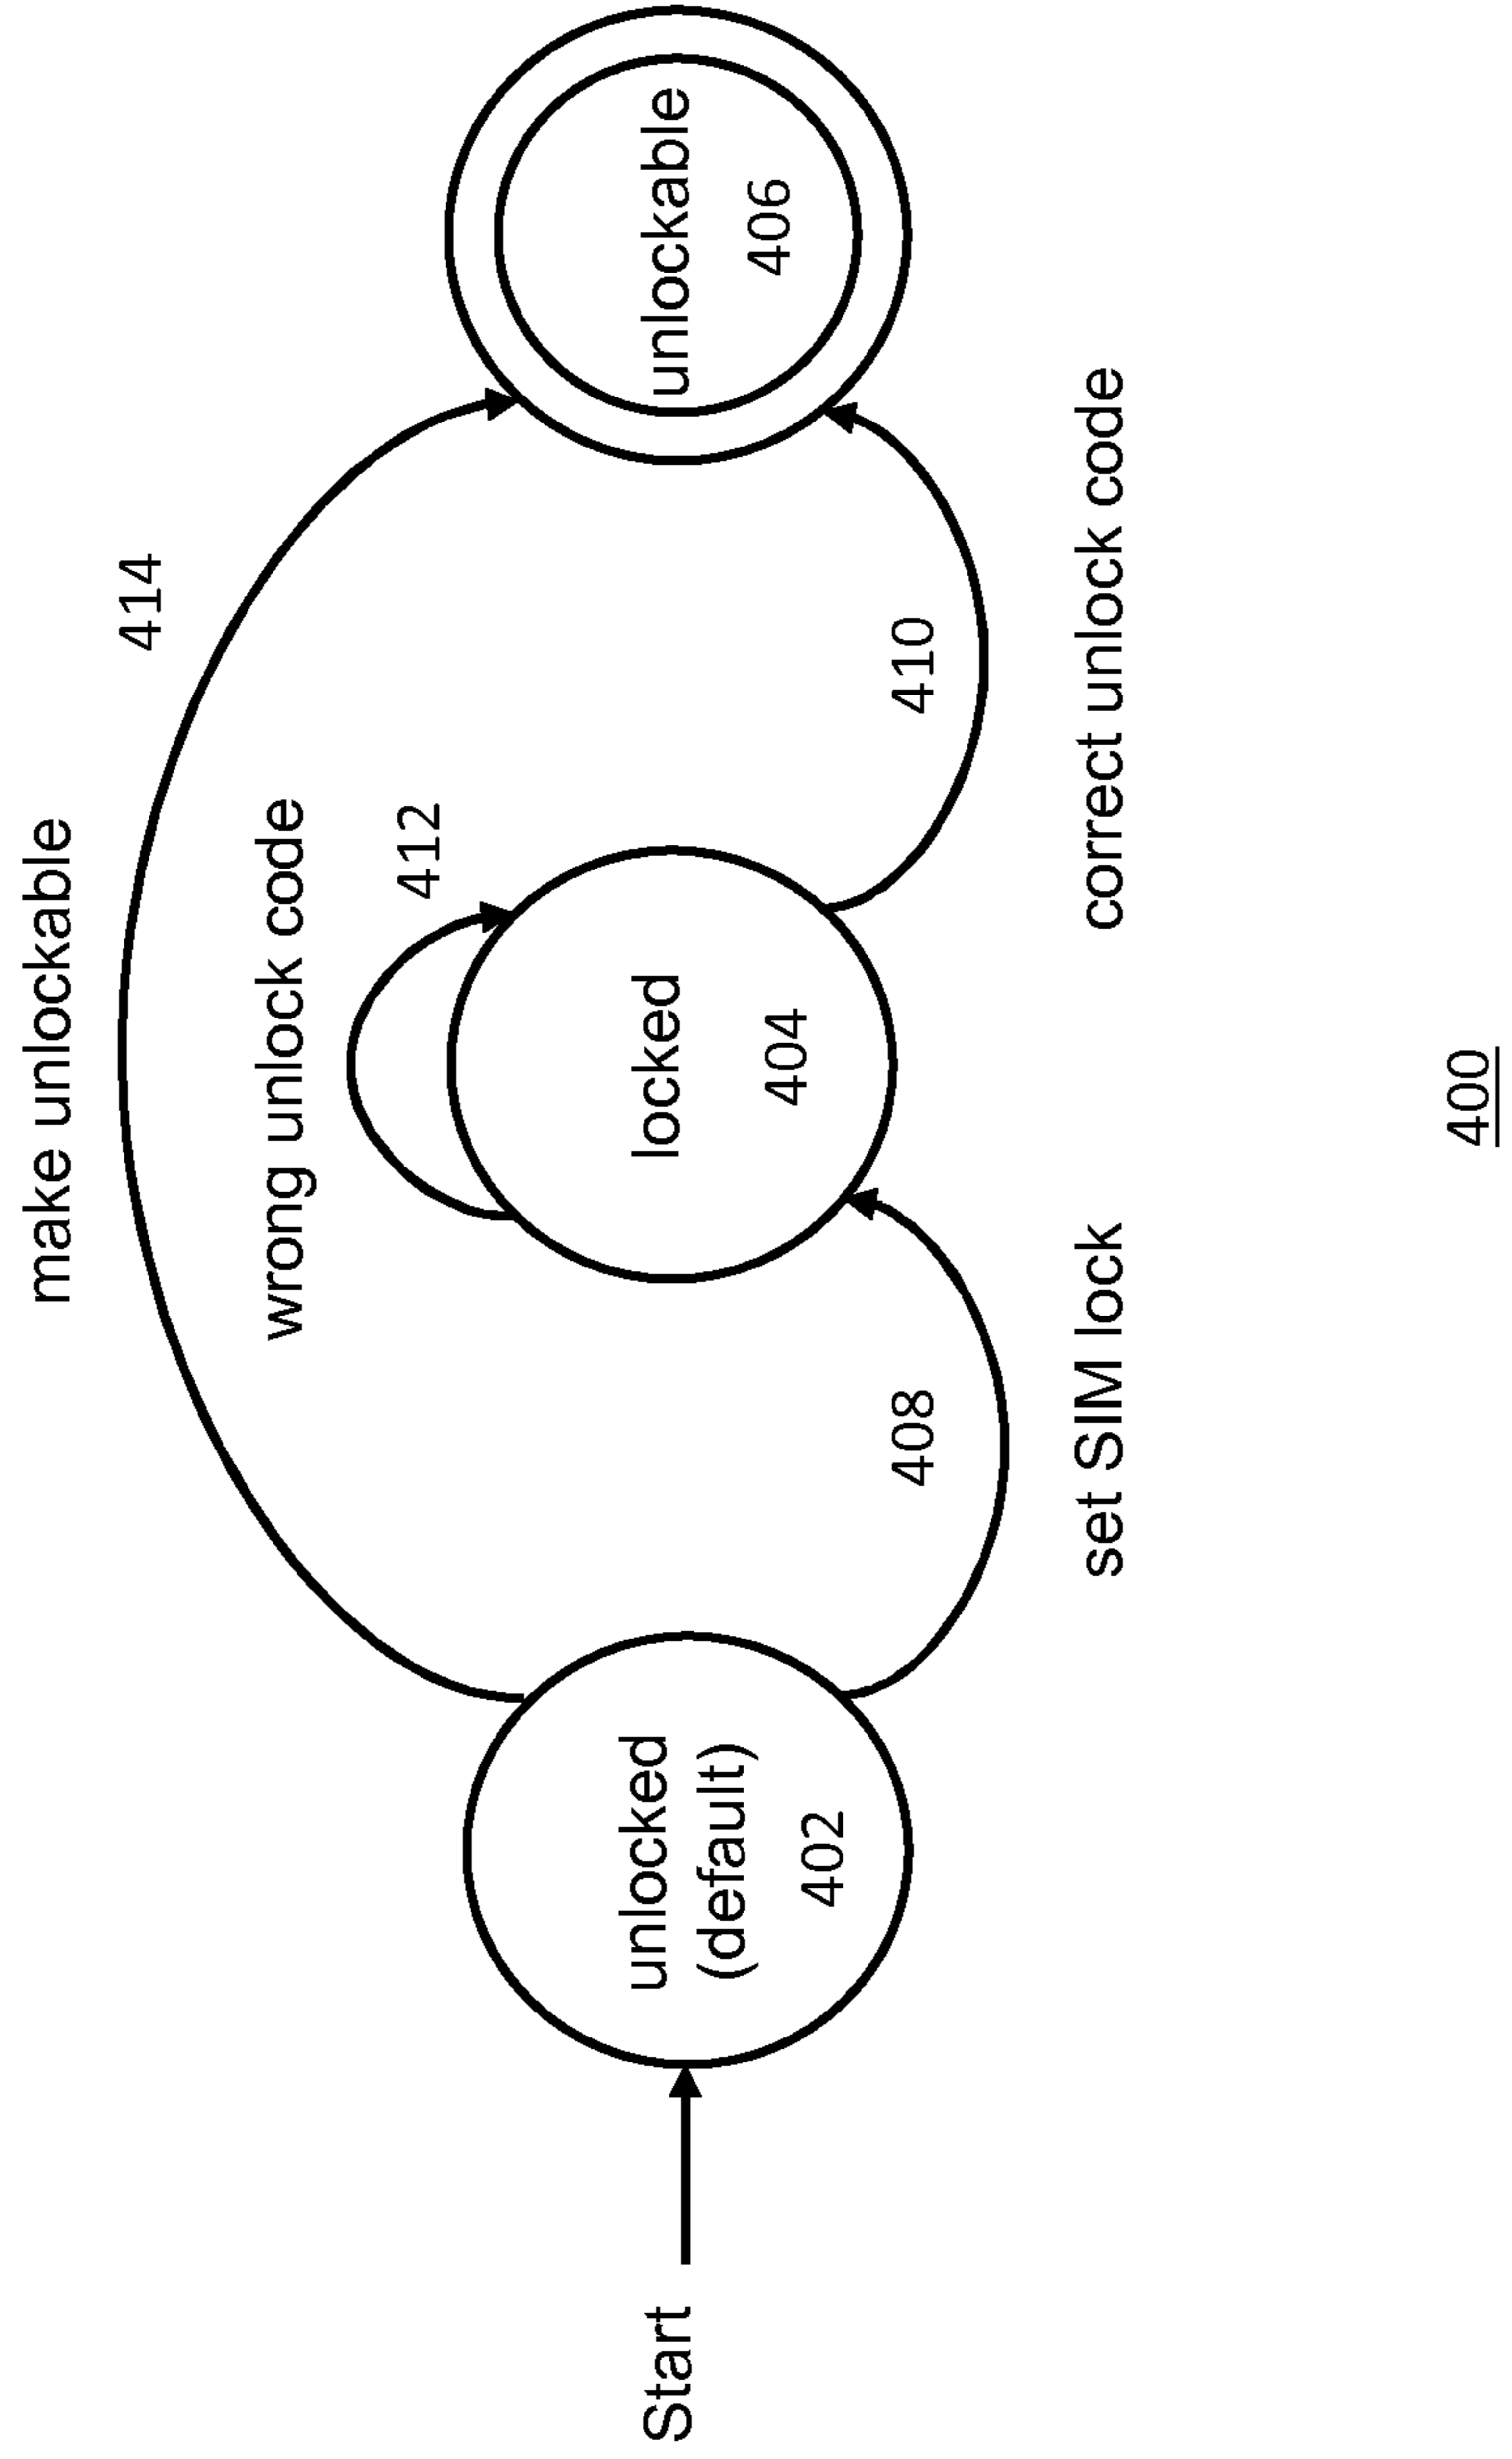 make unlockable
414
wrong unlock code
412
Start
unlocked
(default)
402
locked
404
unlockable
406
408
410
set SIM lock
correct unlock code
400